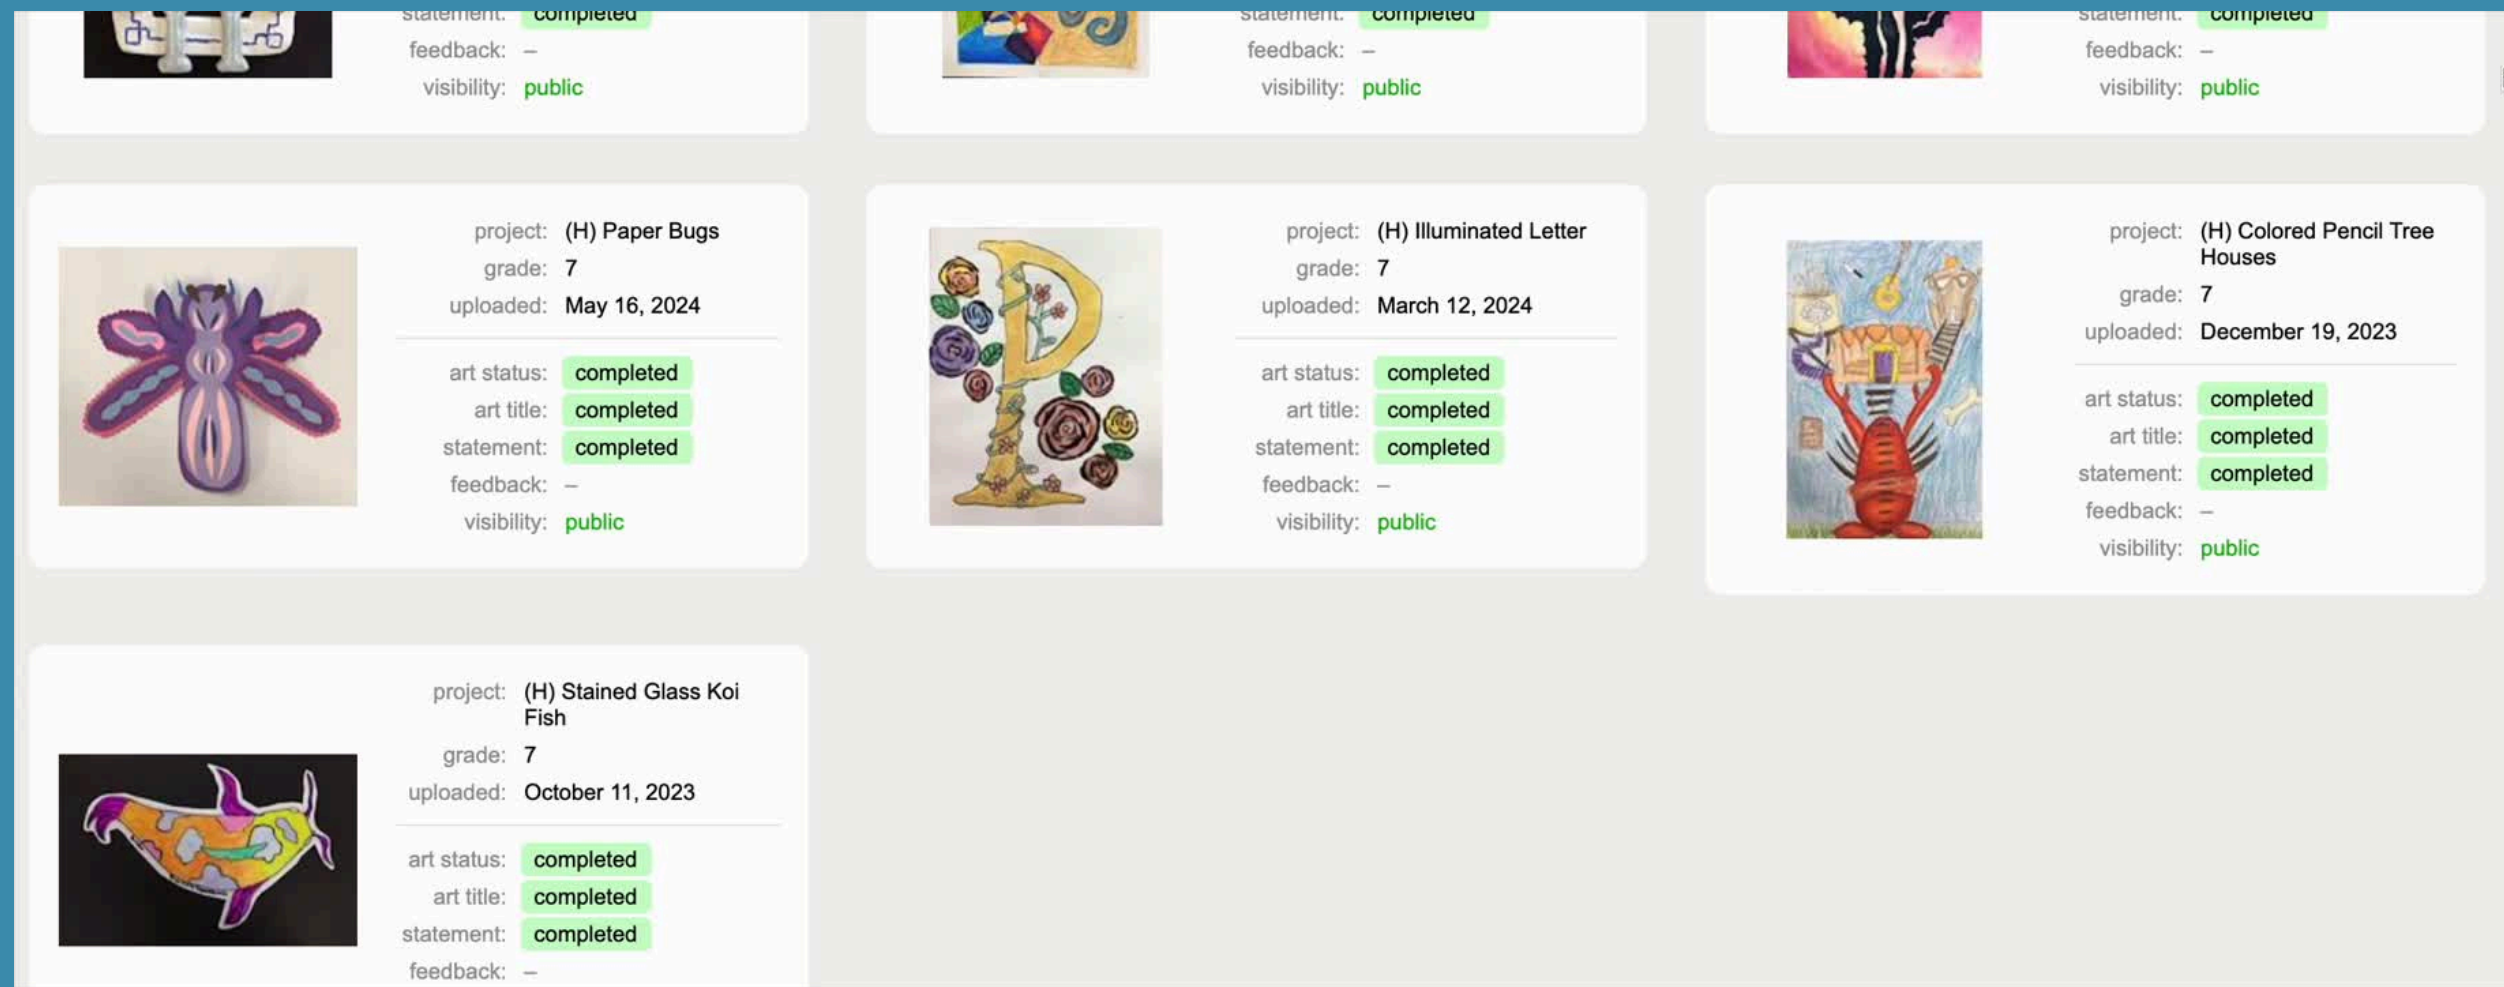 statement: completed
feedback: –
visibility: public
statement: completed
feedback: –
visibility: public
statement: completed
feedback: –
visibility: public
project: (H) Paper Bugs
grade: 7
uploaded: May 16, 2024
art status: completed
art title: completed
statement: completed
feedback: –
visibility: public
project: (H) Illuminated Letter
grade: 7
uploaded: March 12, 2024
art status: completed
art title: completed
statement: completed
feedback: –
visibility: public
project: (H) Colored Pencil Tree
Houses
grade: 7
uploaded: December 19, 2023
art status: completed
art title: completed
statement: completed
feedback: –
visibility: public
project: (H) Stained Glass Koi
Fish
grade: 7
uploaded: October 11, 2023
art status: completed
art title: completed
statement: completed
feedback: –